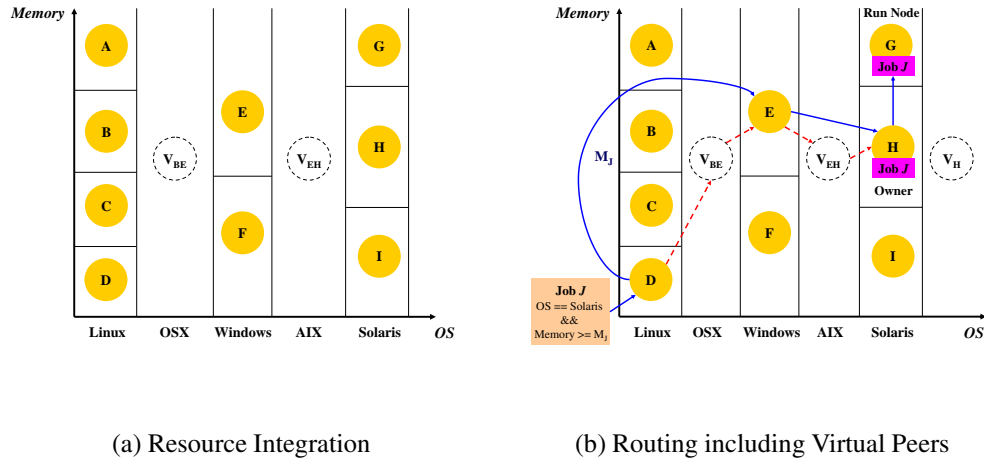 Memory
A
B
C
D
V_BE
E
F
V_EH
G
H
I
Linux OSX Windows AIX Solaris OS
(a) Resource Integration
Memory
Run Node
A
G
Job J
B
E
M_J
V_BE
V_EH
H
V_H
Job J
Owner
C
F
D
I
Job J
OS == Solaris
&&
Memory >= M_J
Linux OSX Windows AIX Solaris OS
(b) Routing including Virtual Peers